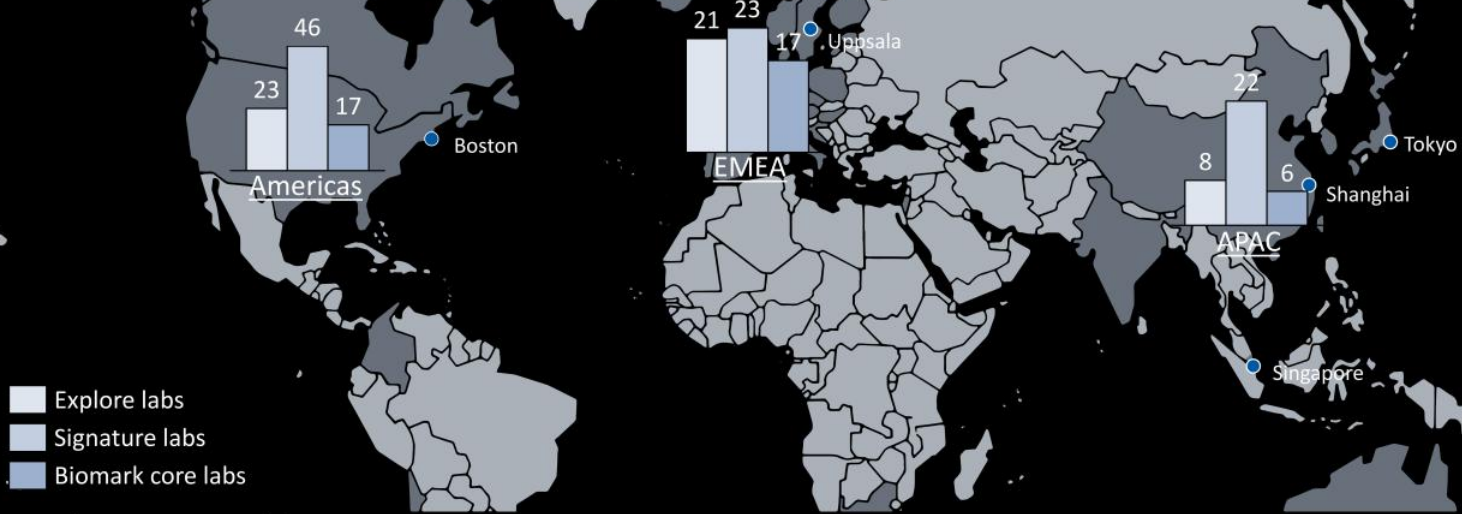 46
23
17
Americas
Boston
21
23
17
Uppsala
EMEA
22
8
6
APAC
Tokyo
Shanghai
Singapore
Explore labs
Signature labs
Biomark core labs